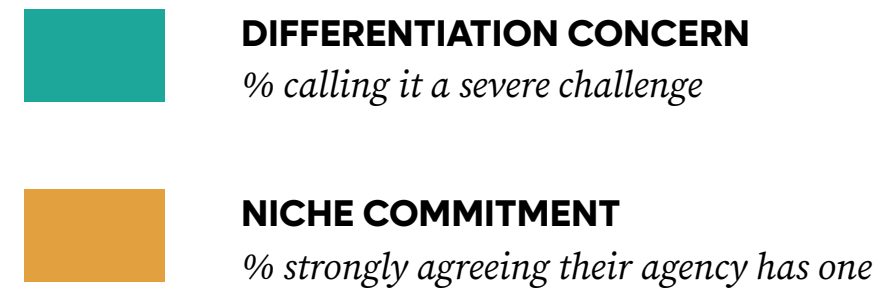 DIFFERENTIATION CONCERN
% calling it a severe challenge
NICHE COMMITMENT
% strongly agreeing their agency has one